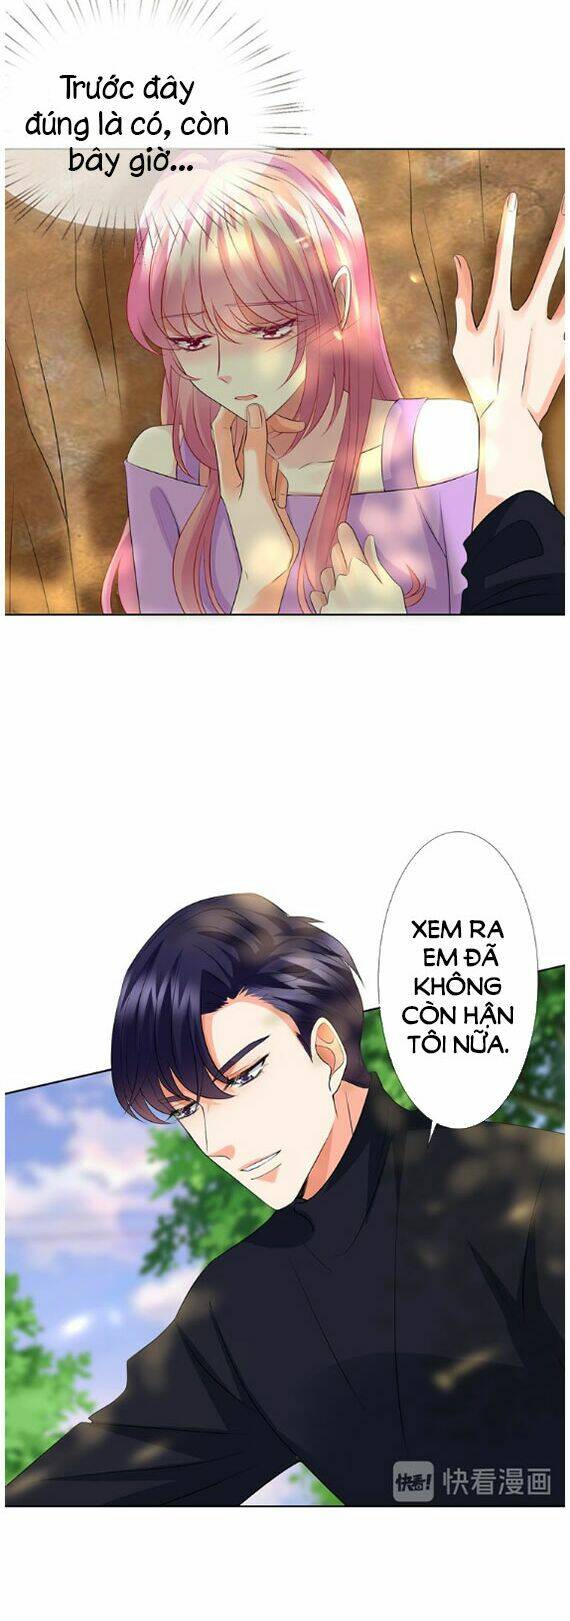 Trước đây
đúng là có, còn
bây giờ...
XEM RA
EM ĐÃ
KHÔNG
CÒN HẬN
TÔI NỮA.
快看! 快看漫画